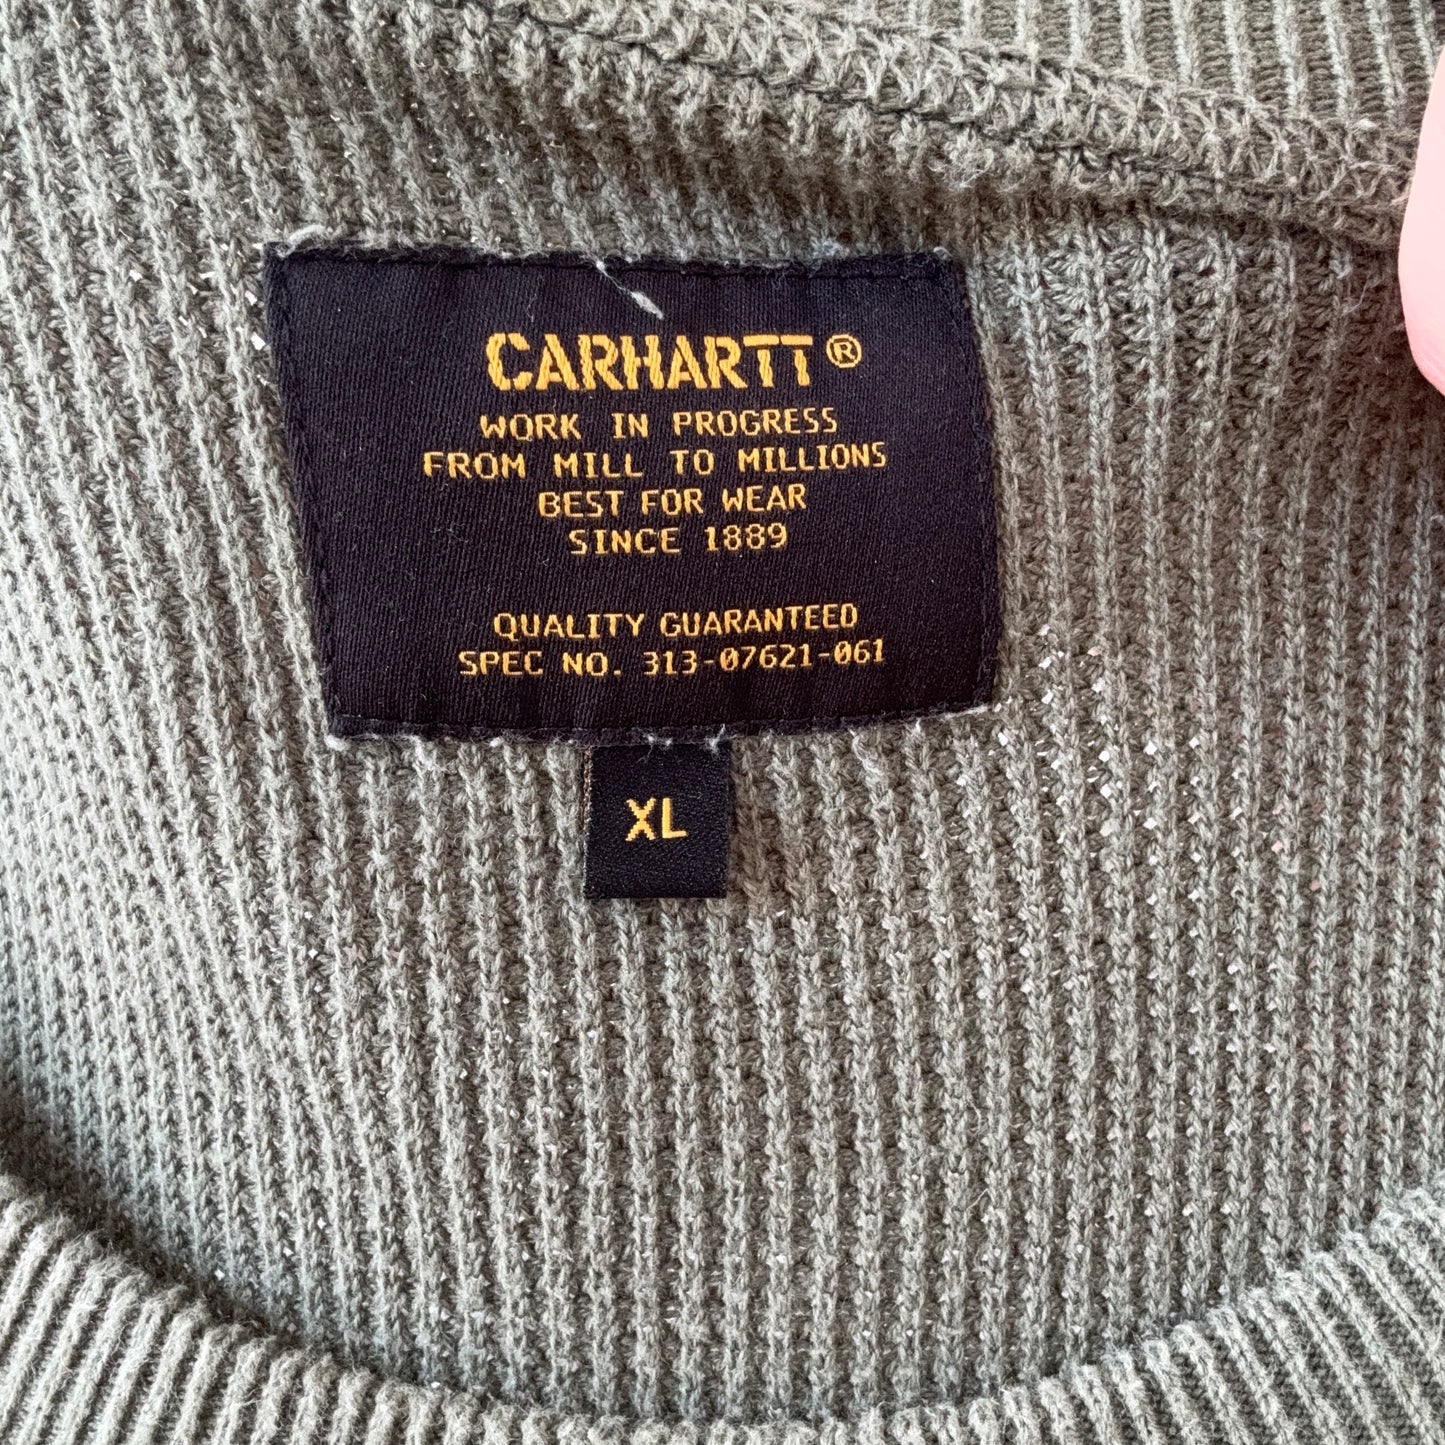 CARHARTT®
WORK IN PROGRESS
FROM MILL TO MILLIONS
BEST FOR WEAR
SINCE 1889
QUALITY GUARANTEED
SPEC NO. 313-07621-061
XL